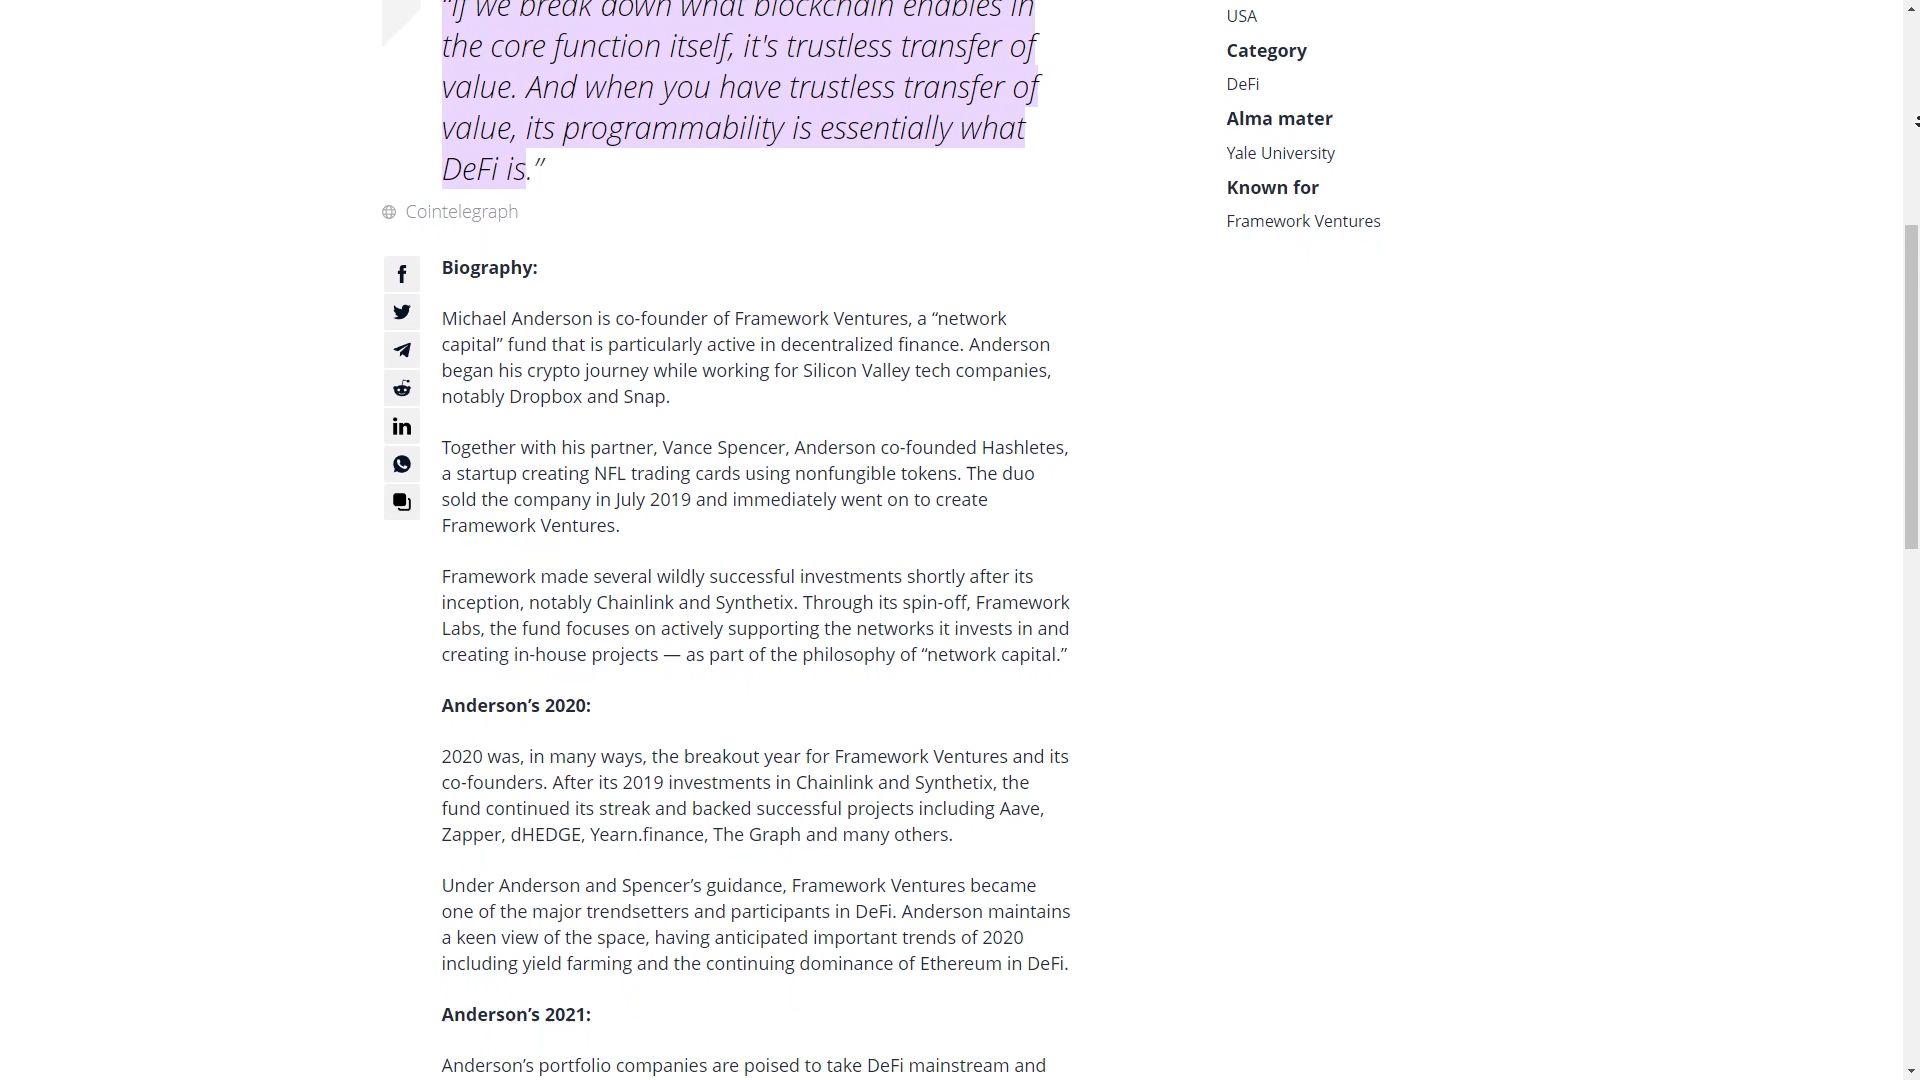 “If we break down what blockchain enables in
the core function itself, it's trustless transfer of
value. And when you have trustless transfer of
value, its programmability is essentially what
DeFi is.”
Cointelegraph
Biography:
Michael Anderson is co-founder of Framework Ventures, a “network
capital” fund that is particularly active in decentralized finance. Anderson
began his crypto journey while working for Silicon Valley tech companies,
notably Dropbox and Snap.
Together with his partner, Vance Spencer, Anderson co-founded Hashletes,
a startup creating NFL trading cards using nonfungible tokens. The duo
sold the company in July 2019 and immediately went on to create
Framework Ventures.
Framework made several wildly successful investments shortly after its
inception, notably Chainlink and Synthetix. Through its spin-off, Framework
Labs, the fund focuses on actively supporting the networks it invests in and
creating in-house projects — as part of the philosophy of “network capital.”
Anderson’s 2020:
2020 was, in many ways, the breakout year for Framework Ventures and its
co-founders. After its 2019 investments in Chainlink and Synthetix, the
fund continued its streak and backed successful projects including Aave,
Zapper, dHEDGE, Yearn.finance, The Graph and many others.
Under Anderson and Spencer’s guidance, Framework Ventures became
one of the major trendsetters and participants in DeFi. Anderson maintains
a keen view of the space, having anticipated important trends of 2020
including yield farming and the continuing dominance of Ethereum in DeFi.
Anderson’s 2021:
Anderson’s portfolio companies are poised to take DeFi mainstream and
USA
Category
DeFi
Alma mater
Yale University
Known for
Framework Ventures